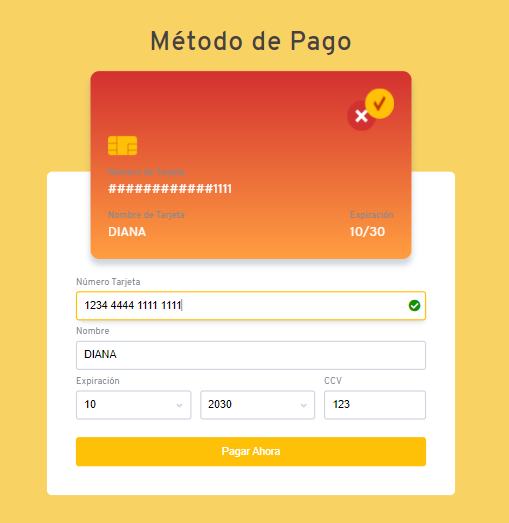 Método de Pago
Número de Tarjeta
############1111
Nombre de Tarjeta Expiración
DIANA 10/30
Número Tarjeta
1234 4444 1111 1111
Nombre
DIANA
Expiración CCV
10 2030 123
Pagar Ahora